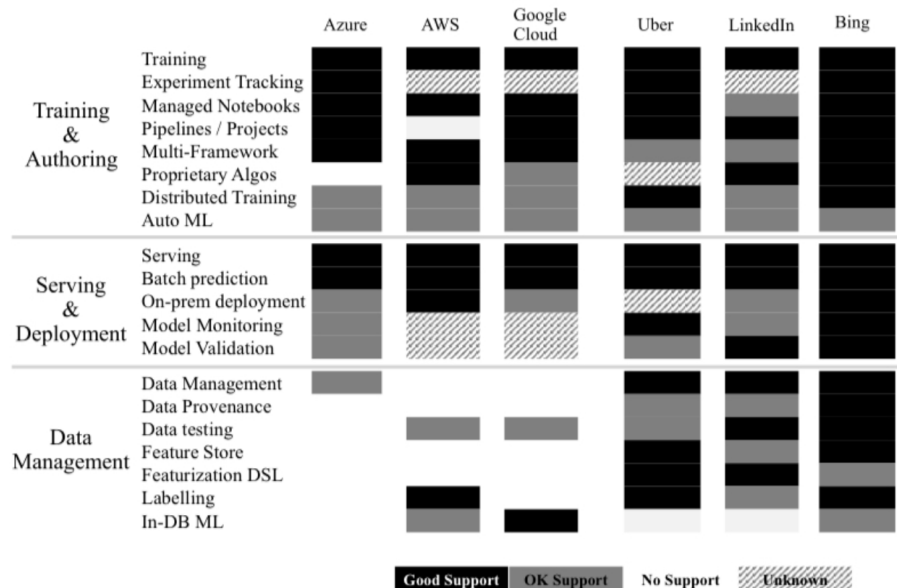 Azure AWS Google Cloud Uber LinkedIn Bing
Training & Authoring
Training
Experiment Tracking
Managed Notebooks
Pipelines / Projects
Multi-Framework
Proprietary Algos
Distributed Training
Auto ML
Serving & Deployment
Serving
Batch prediction
On-prem deployment
Model Monitoring
Model Validation
Data Management
Data Management
Data Provenance
Data testing
Feature Store
Featurization DSL
Labelling
In-DB ML
Good Support OK Support No Support Unknown